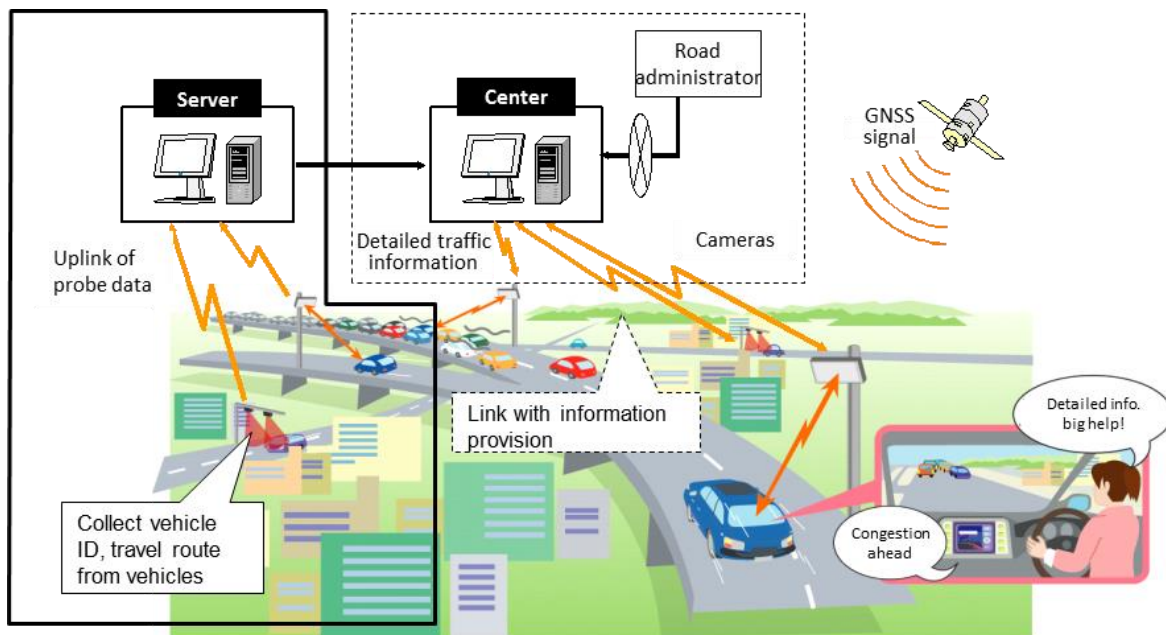 Road
administrator
Server
Center
GNSS
signal
Uplink of
probe data
Detailed traffic
information
Cameras
Link with information
provision
Detailed info.
big help!
Collect vehicle
ID, travel route
from vehicles
Congestion
ahead